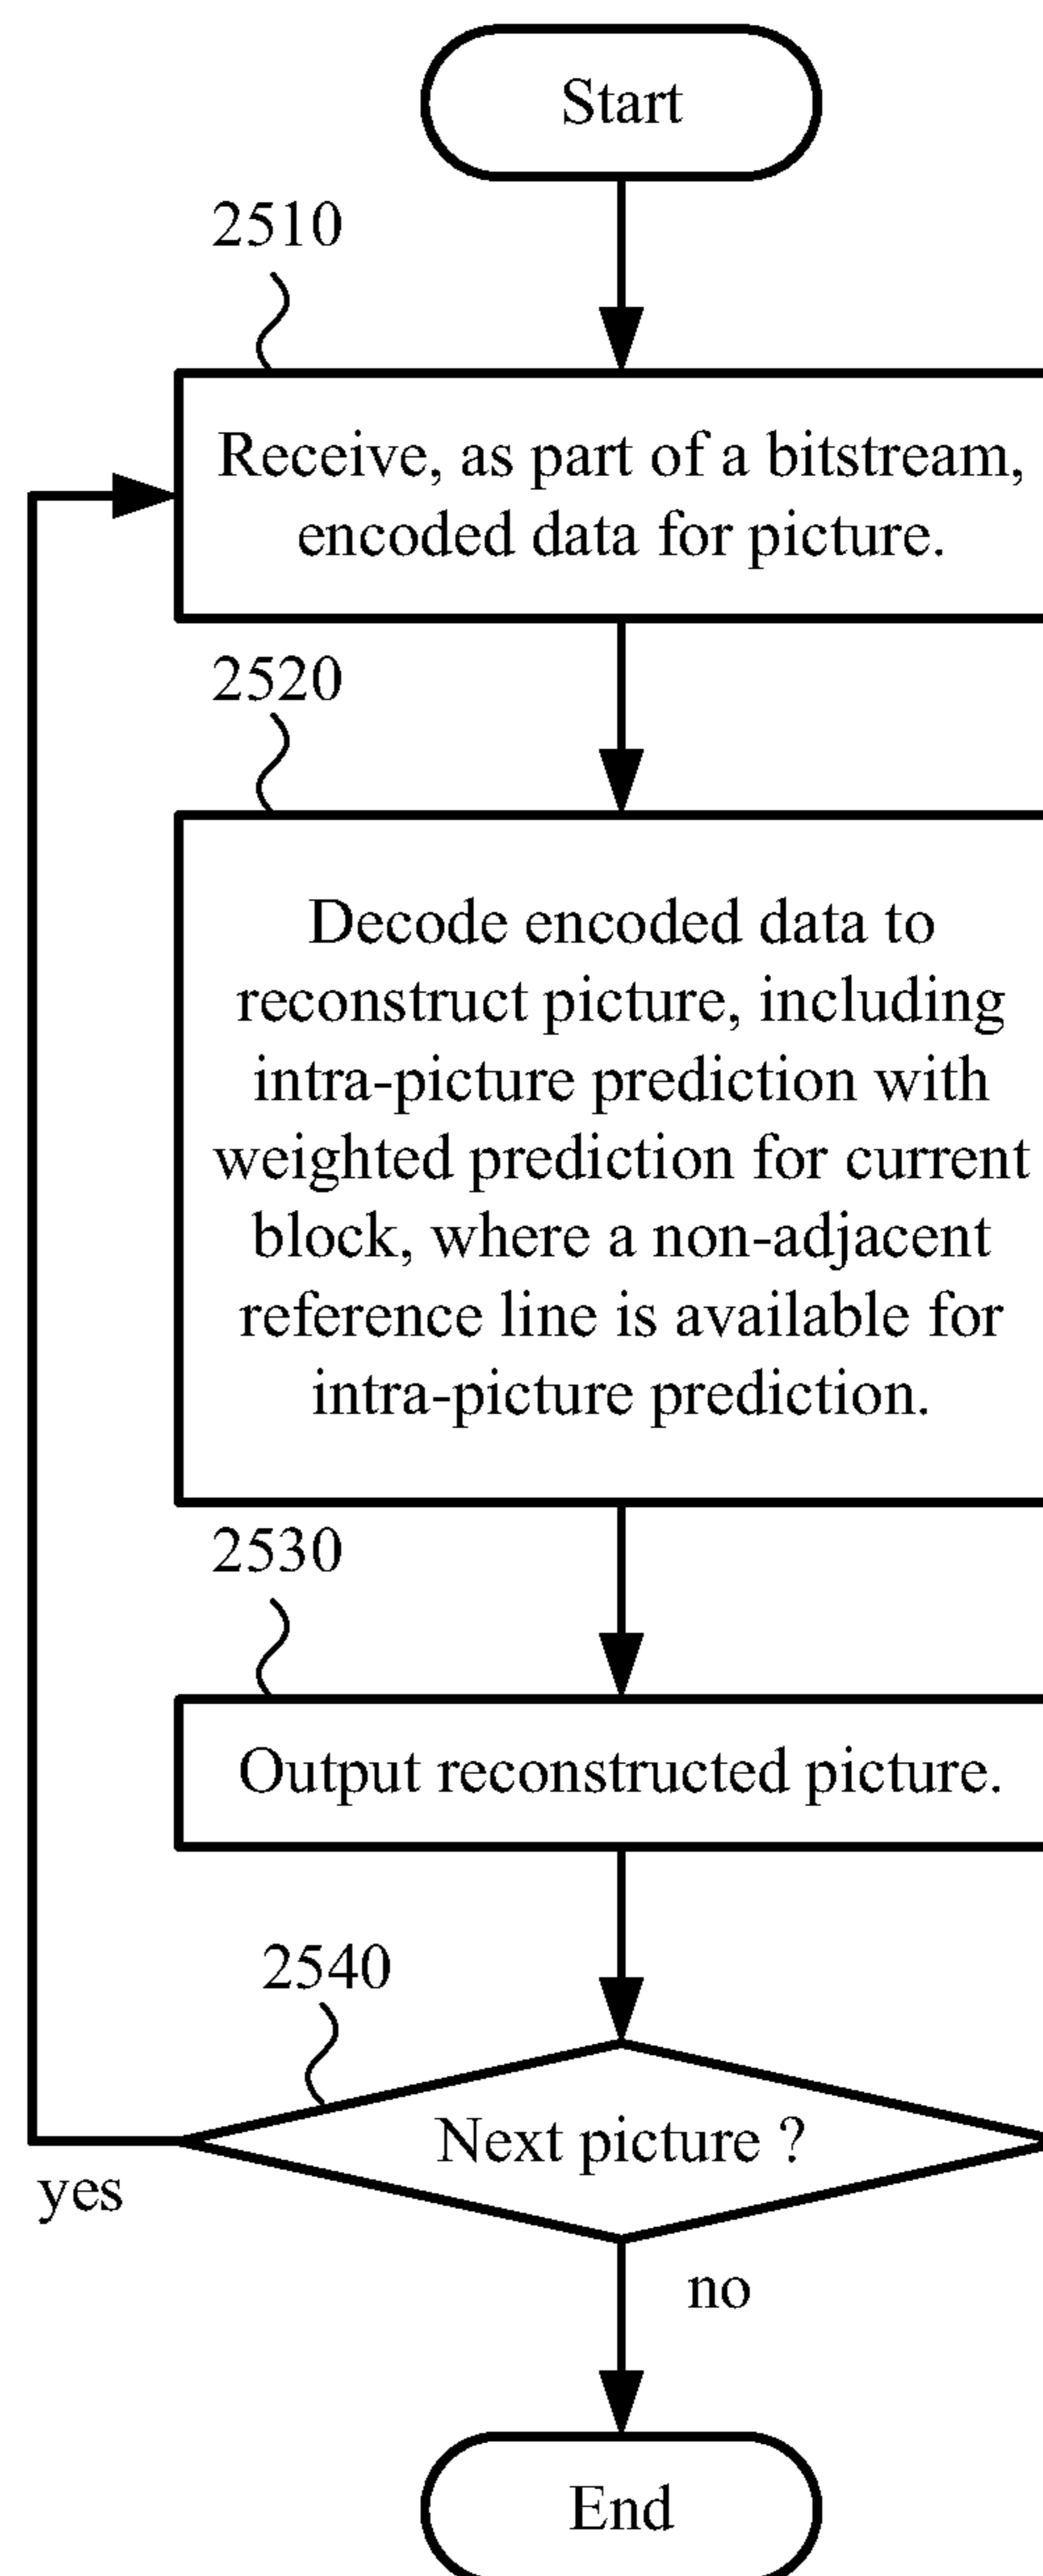 Start
2510
Receive, as part of a bitstream,
encoded data for picture.
2520
Decode encoded data to
reconstruct picture, including
intra-picture prediction with
weighted prediction for current
block, where a non-adjacent
reference line is available for
intra-picture prediction.
2530
Output reconstructed picture.
2540
Next picture ?
yes
no
End